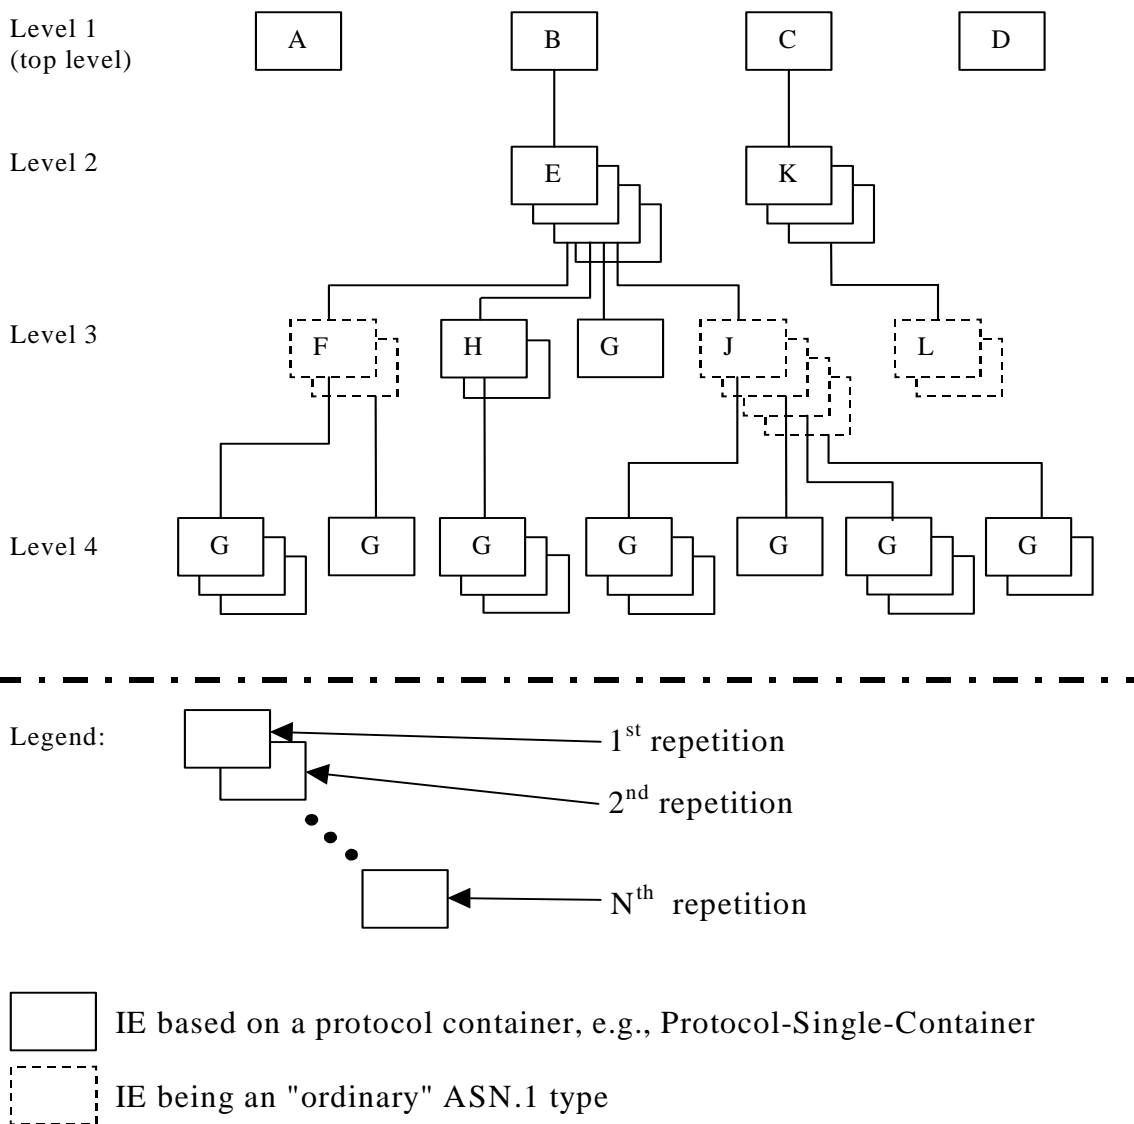 Level 1
(top level)
A
B
C
D
Level 2
E
K
Level 3
F
H
G
J
L
Level 4
G
G
G
G
G
G
G
Legend:
1st repetition
2nd repetition
Nth repetition
IE based on a protocol container, e.g., Protocol-Single-Container
IE being an "ordinary" ASN.1 type